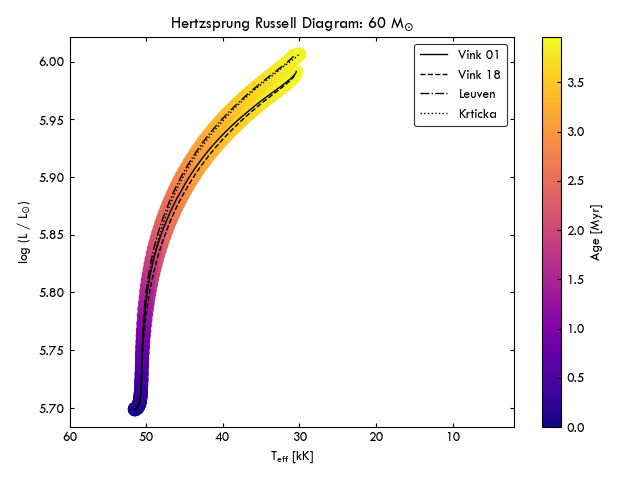 Hertzsprung Russell Diagram: 60 M⊙
log (L / L⊙)
6.00
5.95
5.90
5.85
5.80
5.75
5.70
Vink 01
Vink 18
Leuven
Krticka
60
50
40
30
20
10
T_eff [kK]
3.5
3.0
2.5
2.0
1.5
1.0
0.5
0.0
Age [Myr]